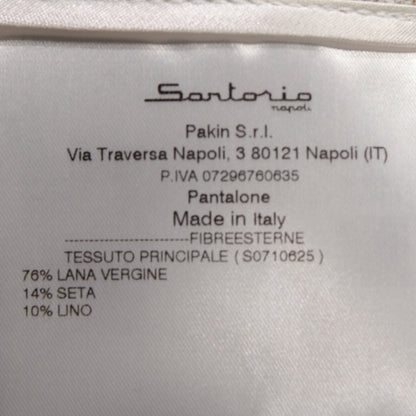 Sartorio
napoli
Pakin S.r.l.
Via Traversa Napoli, 3 80121 Napoli (IT)
P.IVA 07296760635
Pantalone
Made in Italy
------------------------FIBREESTERNE
TESSUTO PRINCIPALE ( S0710625 )
76% LANA VERGINE
14% SETA
10% LINO